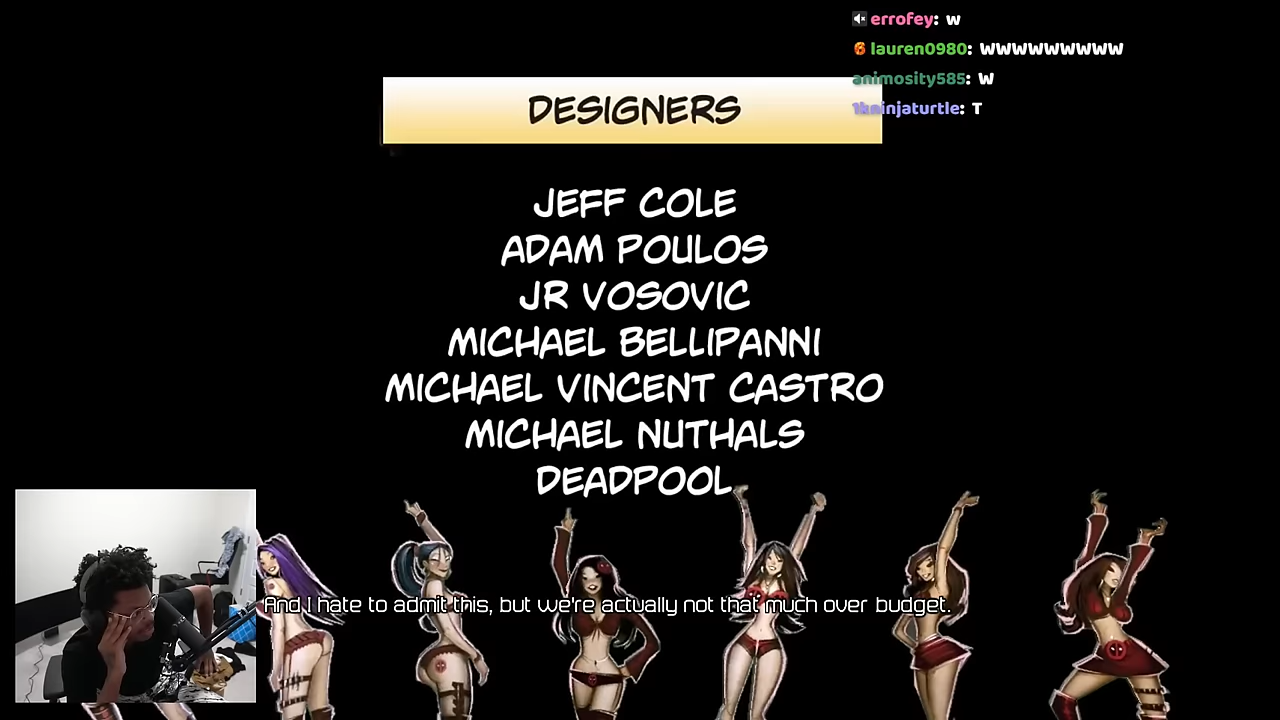 errofey: w
lauren0980: WWWWWWWWW
animosity585: W
1kninjaturtle: T
DESIGNERS
JEFF COLE
ADAM POULOS
JR VOSOVIC
MICHAEL BELLIPANNI
MICHAEL VINCENT CASTRO
MICHAEL NUTHALS
DEADPOOL
And I hate to admit this, but we're actually not that much over budget.